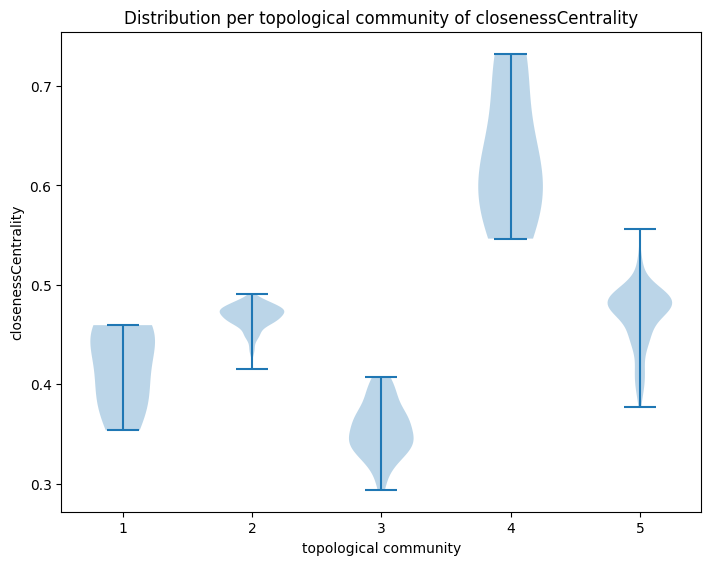 Distribution per topological community of closenessCentrality
closenessCentrality
0.7
0.6
0.5
0.4
0.3
1 2 3 4 5
topological community